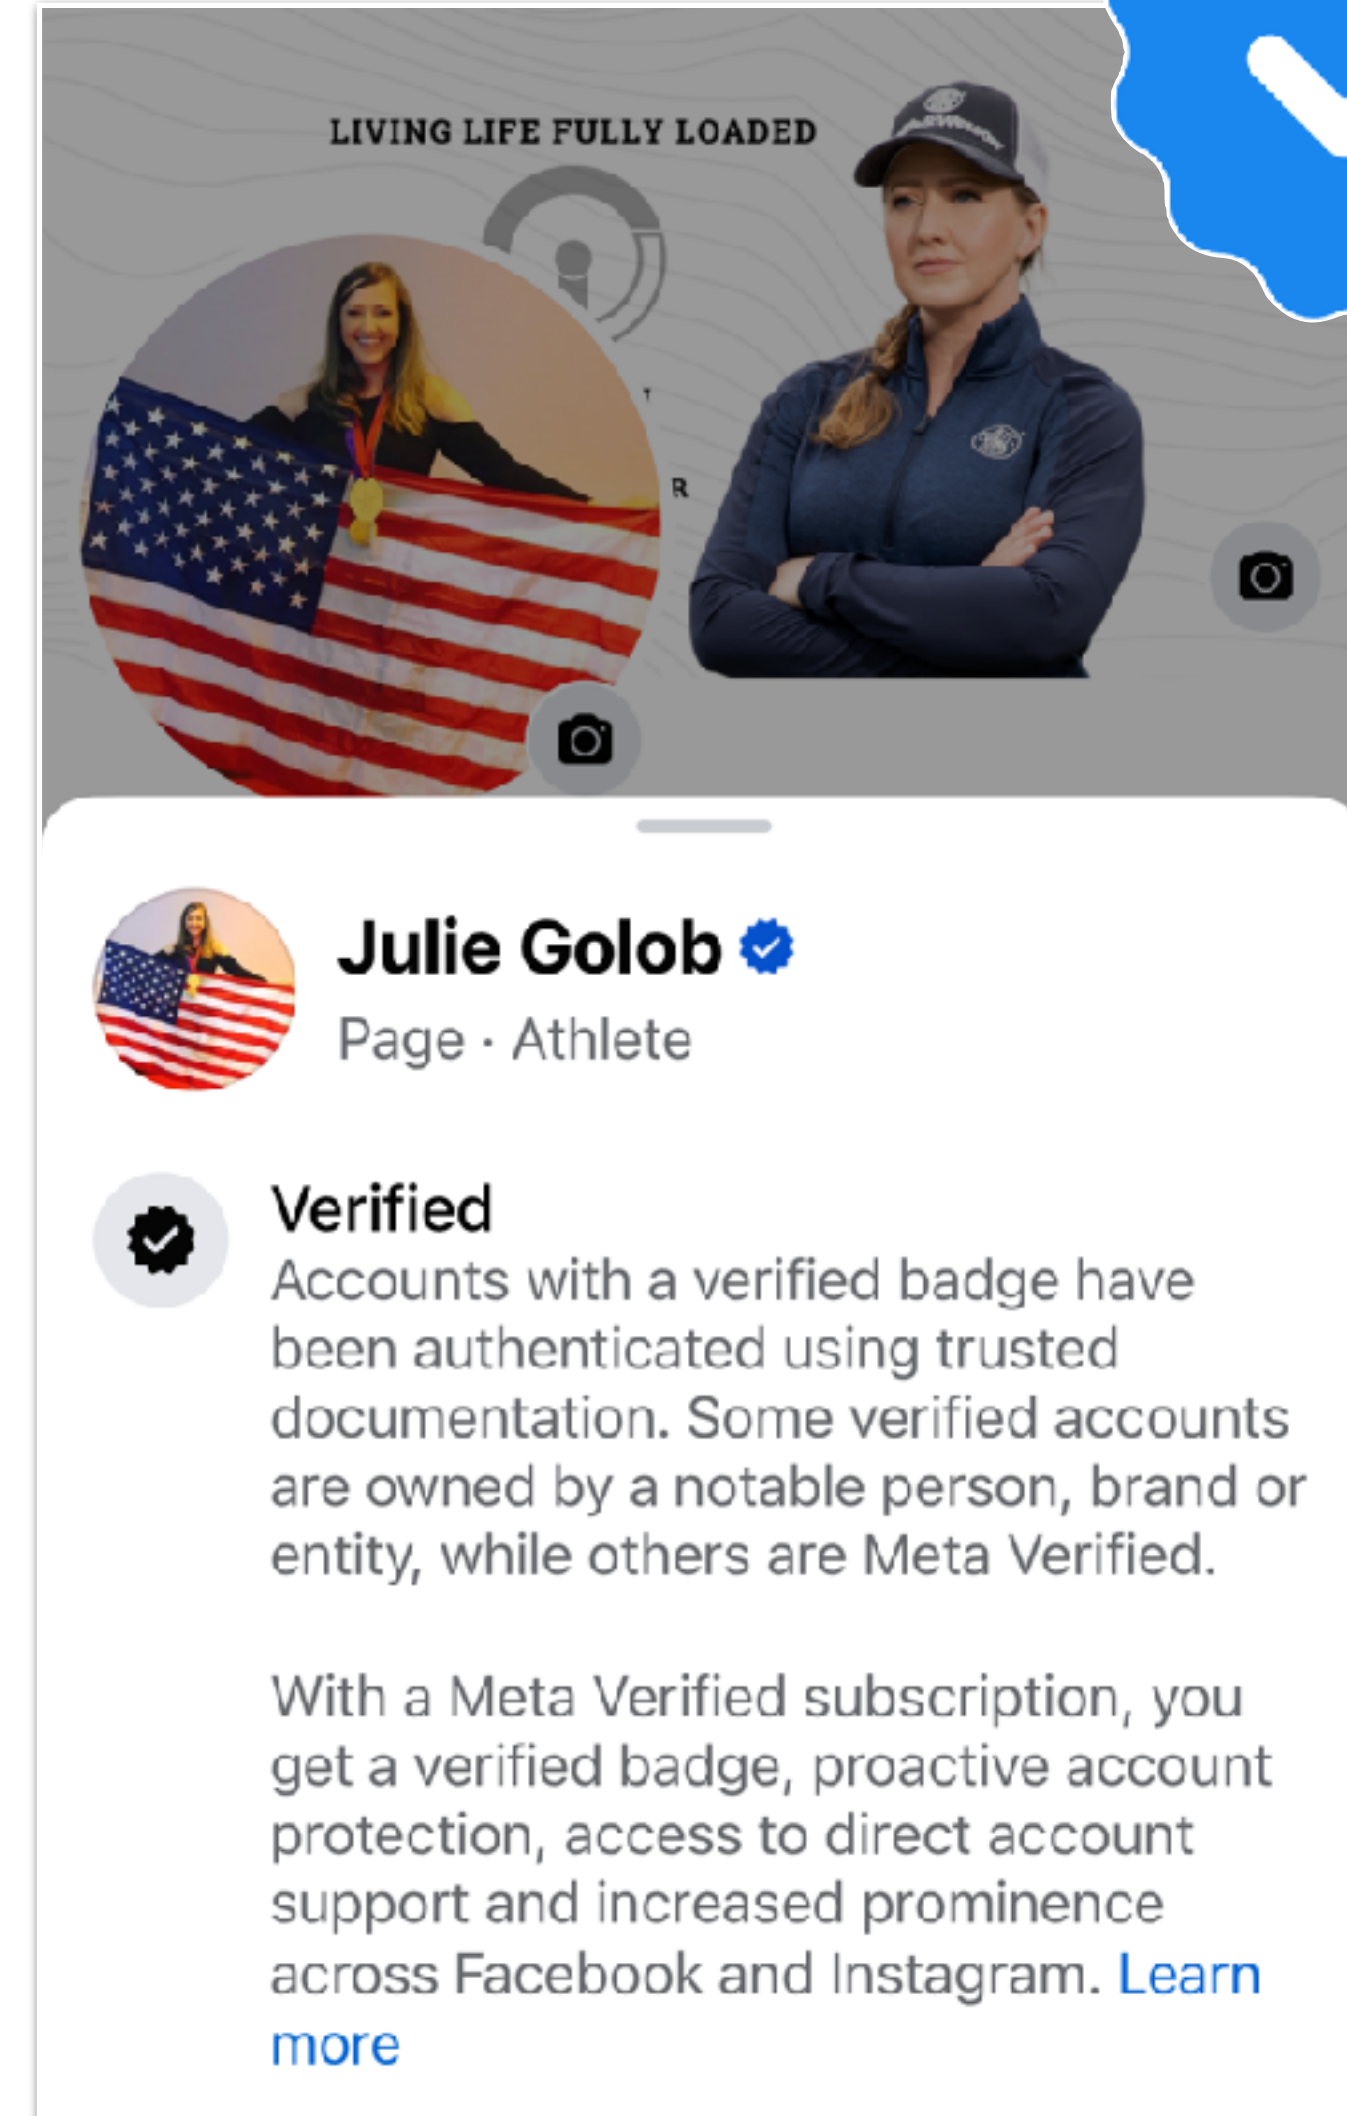 LIVING LIFE FULLY LOADED
R
Julie Golob
Page · Athlete
Verified
Accounts with a verified badge have
been authenticated using trusted
documentation. Some verified accounts
are owned by a notable person, brand or
entity, while others are Meta Verified.
With a Meta Verified subscription, you
get a verified badge, proactive account
protection, access to direct account
support and increased prominence
across Facebook and Instagram. Learn
more